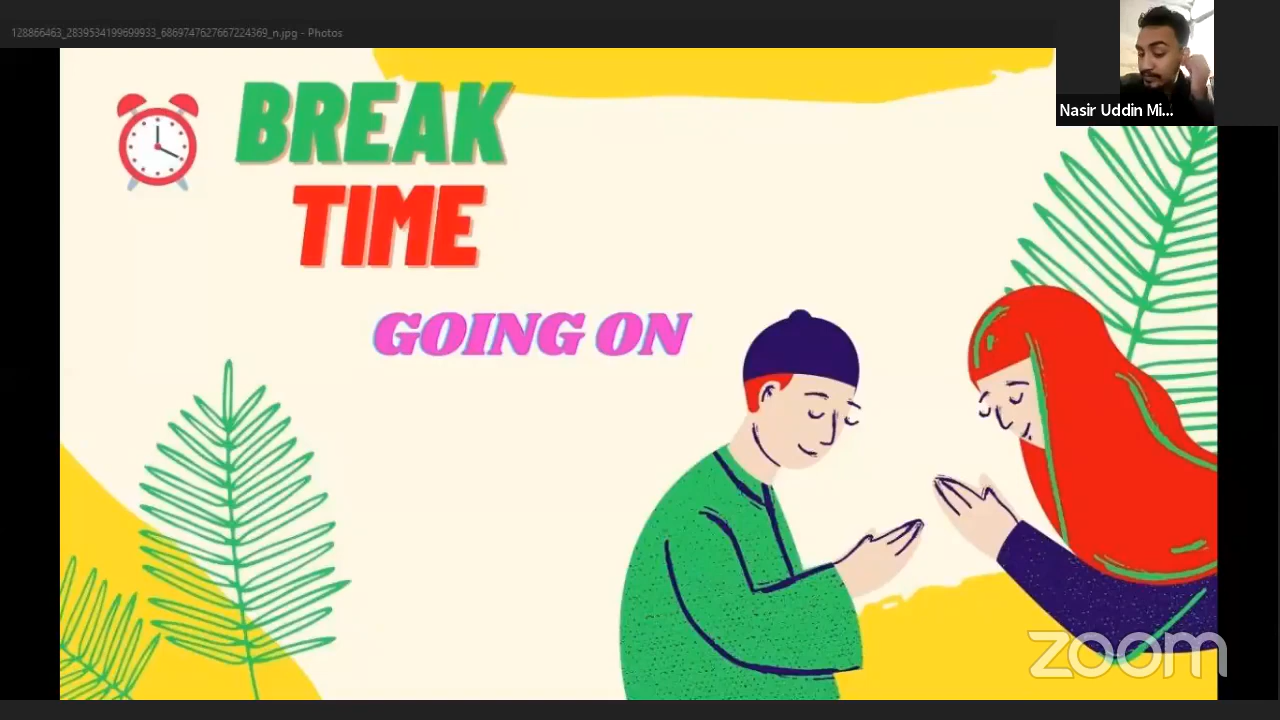 128866463_2839534199699933_6869747627667224369_n.jpg - Photos
Nasir Uddin Mi...
BREAK
TIME
GOING ON
zoom